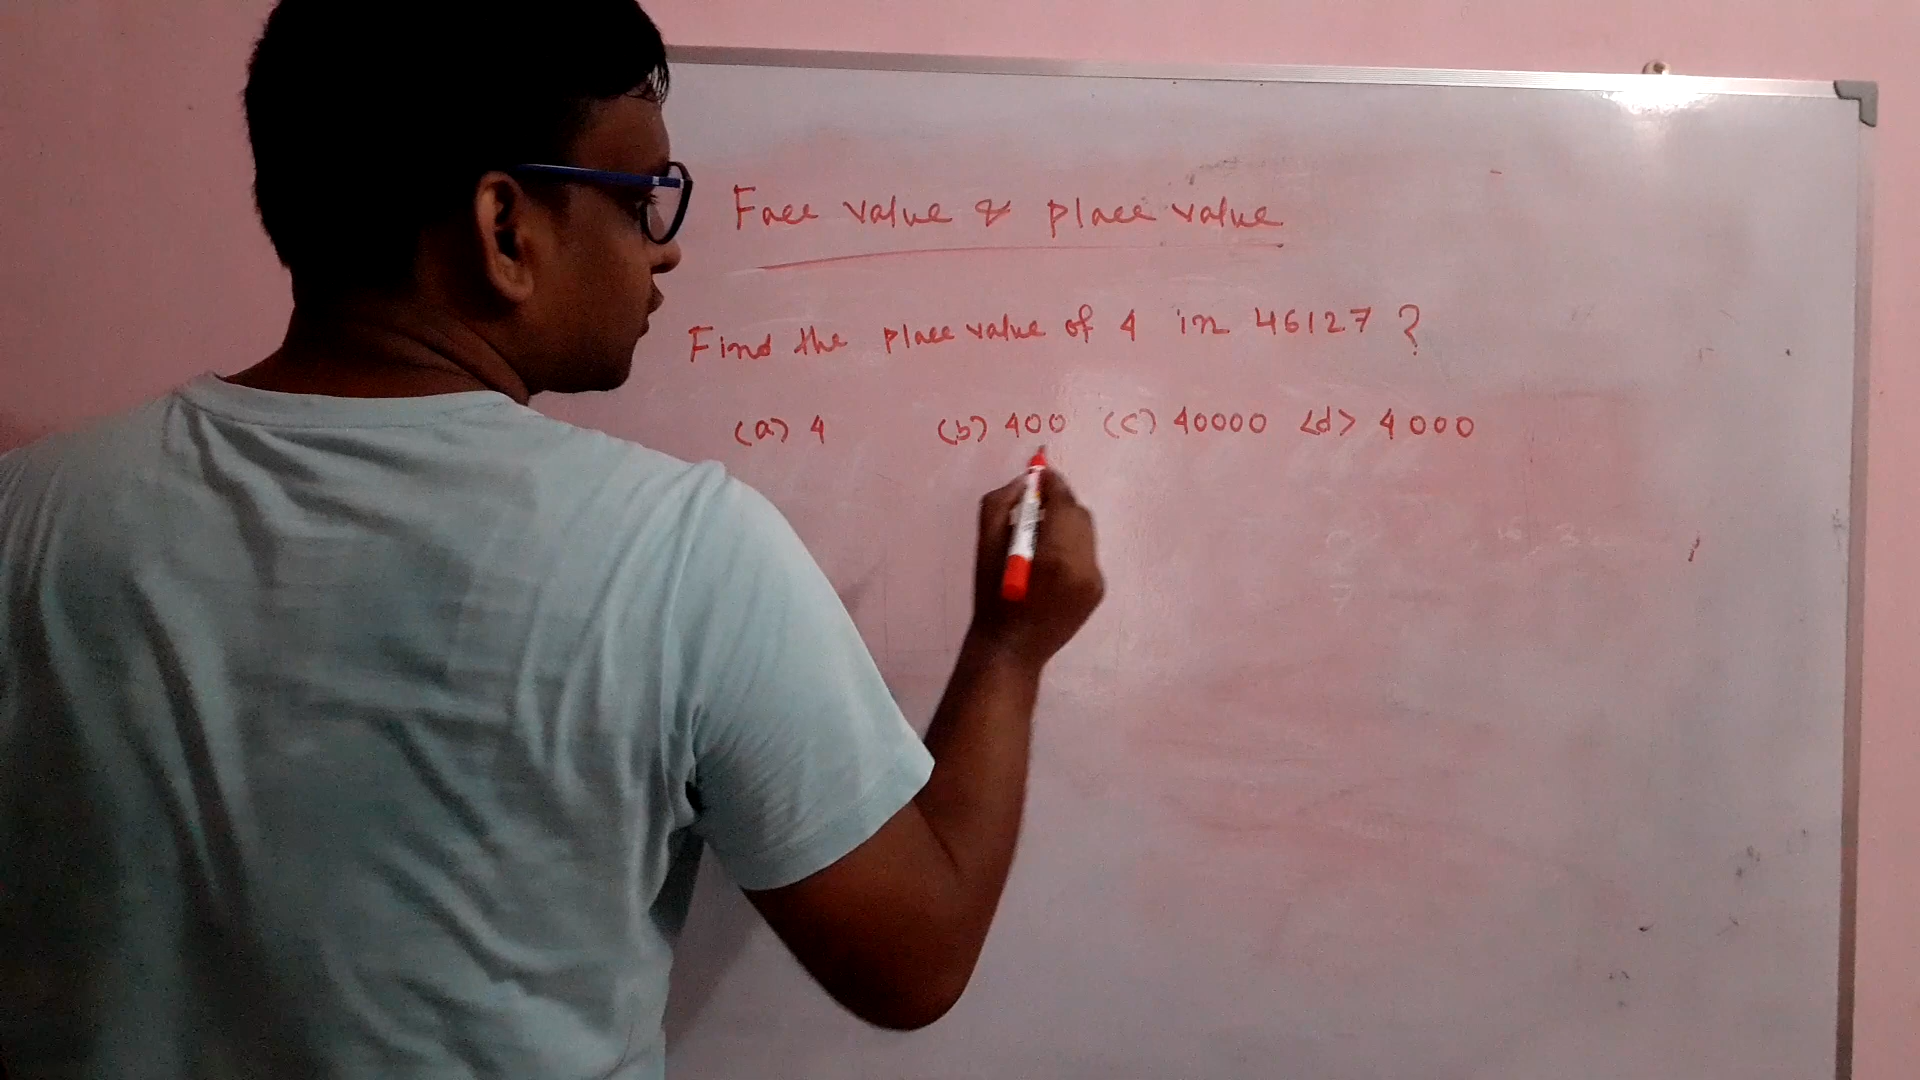 Face value & place value
Find the place value of 4 in 46127 ?
(a) 4 (b) 400 (c) 40000 <d> 4000